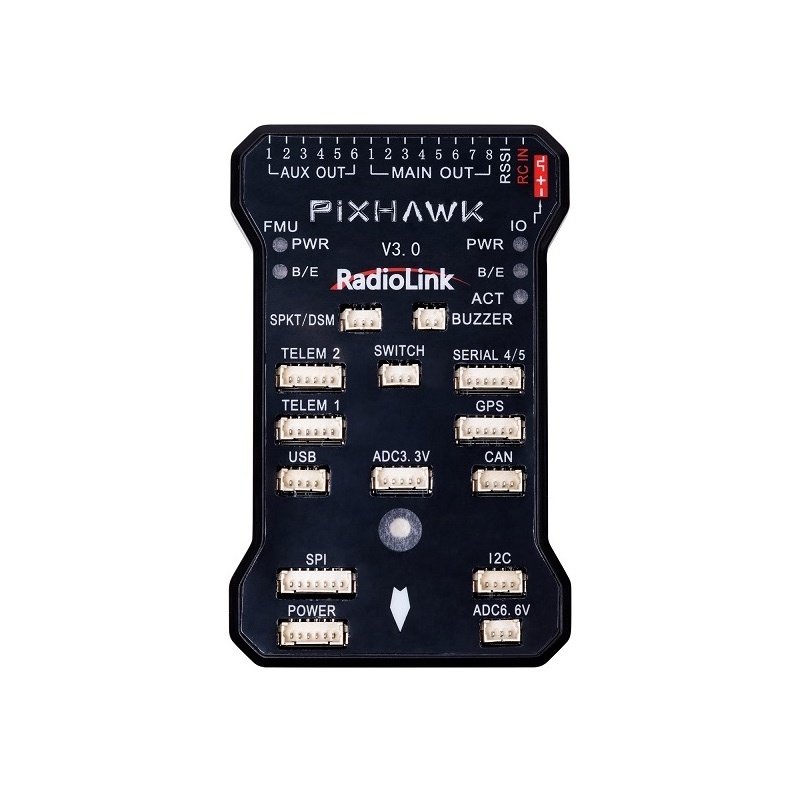 1 2 3 4 5 6 1 2 3 4 5 6 7 8 RSSI RC IN
AUX OUT MAIN OUT + -
PiXHAWK
FMU IO
PWR V3.0 PWR
B/E RadioLink B/E
ACT
SPKT/DSM BUZZER
TELEM 2 SWITCH SERIAL 4/5
TELEM 1 GPS
USB ADC3.3V CAN
SPI I2C
POWER ADC6.6V